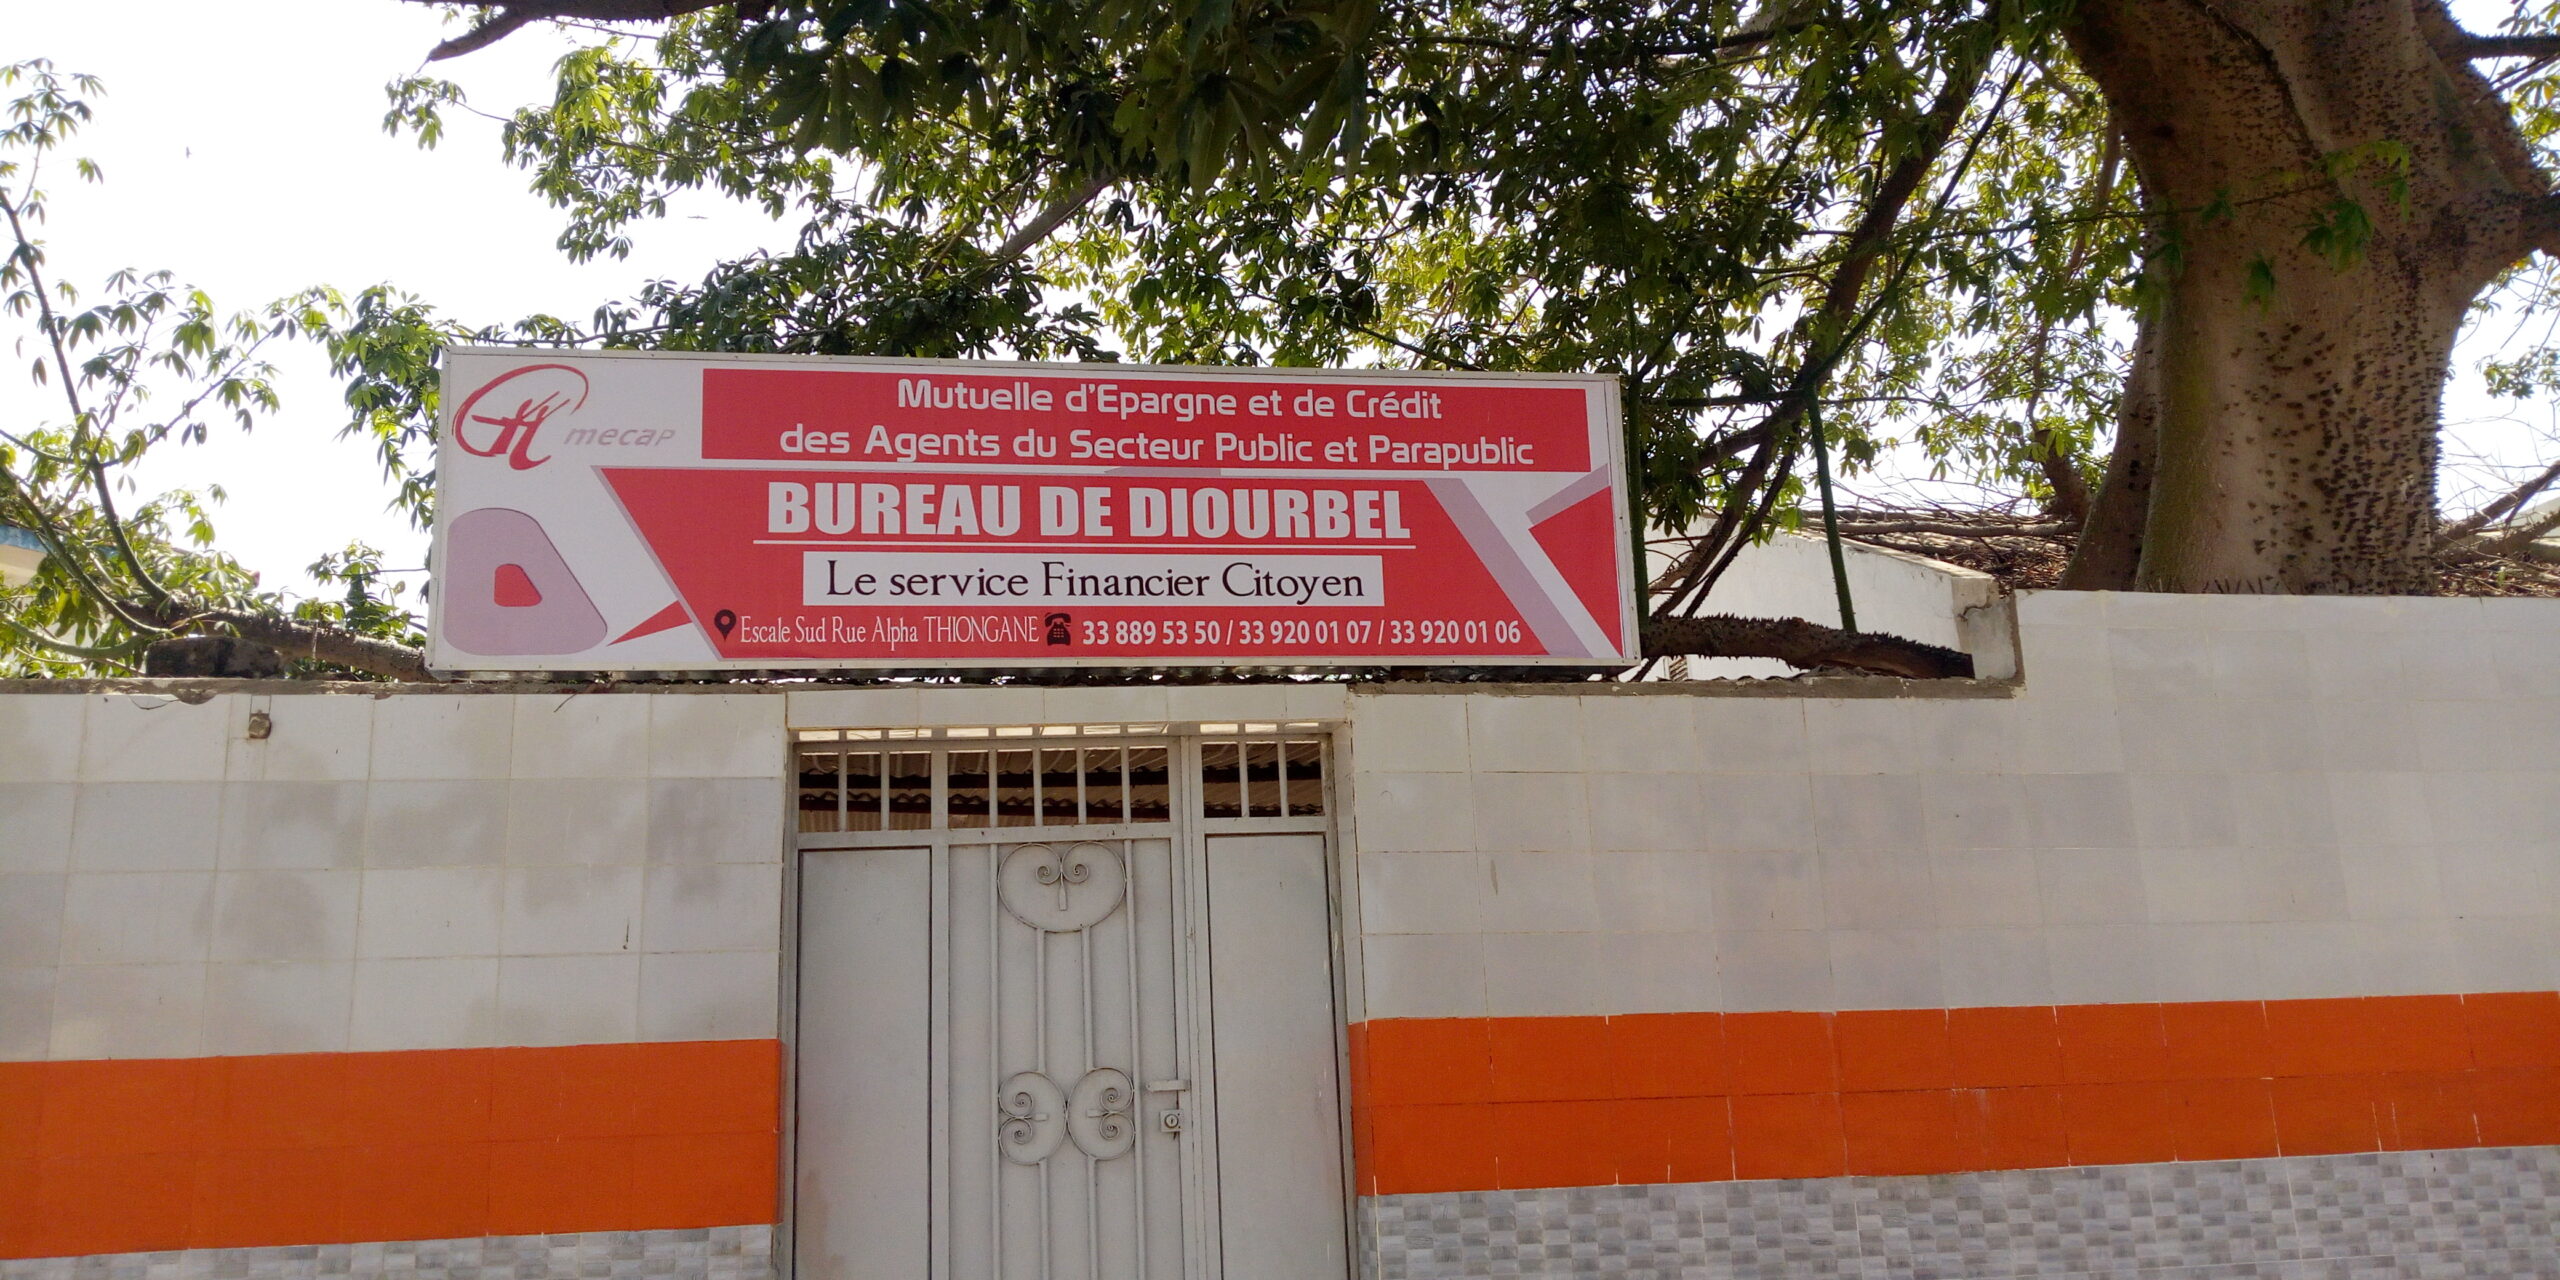 mecap
Mutuelle d'Epargne et de Crédit
des Agents du Secteur Public et Parapublic
BUREAU DE DIOURBEL
Le service Financier Citoyen
Escale Sud Rue Alpha THIONGANE 33 889 53 50 / 33 920 01 07 / 33 920 01 06